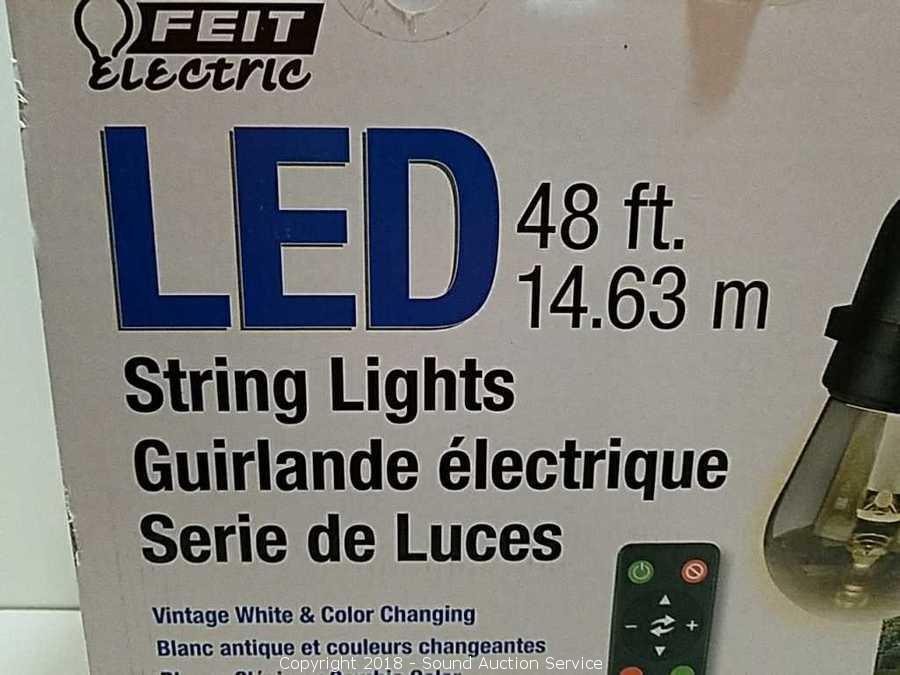 FEIT
Electric
LED
48 ft.
14.63 m
String Lights
Guirlande électrique
Serie de Luces
Vintage White & Color Changing
Blanc antique et couleurs changeantes
Copyright 2018 - Sound Auction Service